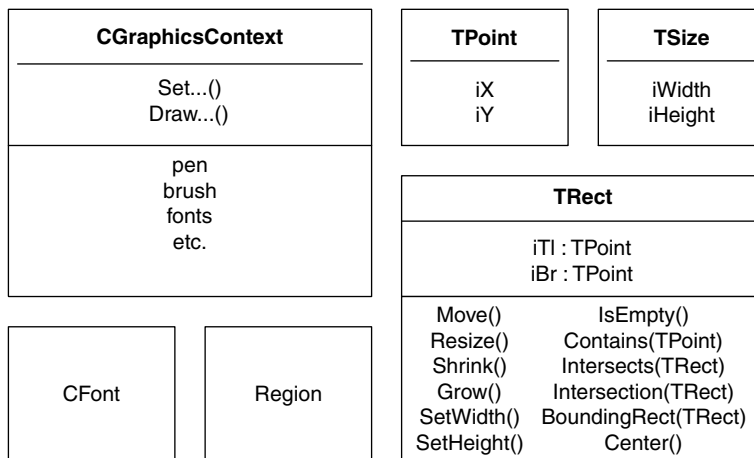 CGraphicsContext
Set...()
Draw...()
pen
brush
fonts
etc.
TPoint
iX
iY
TSize
iWidth
iHeight
TRect
iTl : TPoint
iBr : TPoint
Move() IsEmpty()
Resize() Contains(TPoint)
Shrink() Intersects(TRect)
Grow() Intersection(TRect)
SetWidth() BoundingRect(TRect)
SetHeight() Center()
CFont
Region